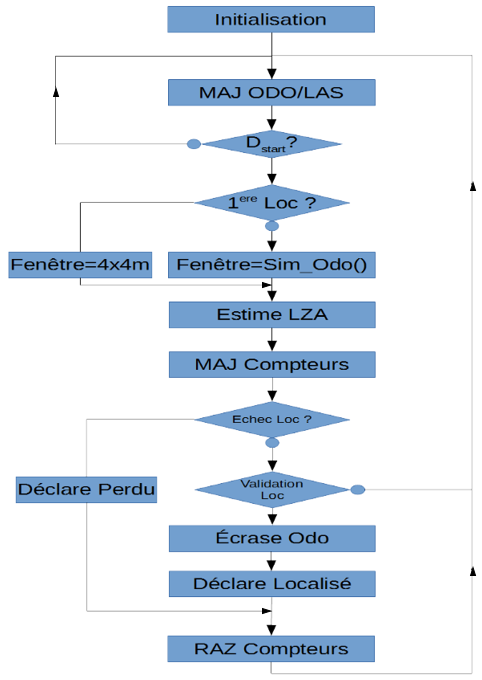 Initialisation
MAJ ODO/LAS
Dstart?
1ere Loc ?
Fenêtre=4x4m
Fenêtre=Sim_Odo()
Estime LZA
MAJ Compteurs
Echec Loc ?
Déclare Perdu
Validation
Loc
Écrase Odo
Déclare Localisé
RAZ Compteurs